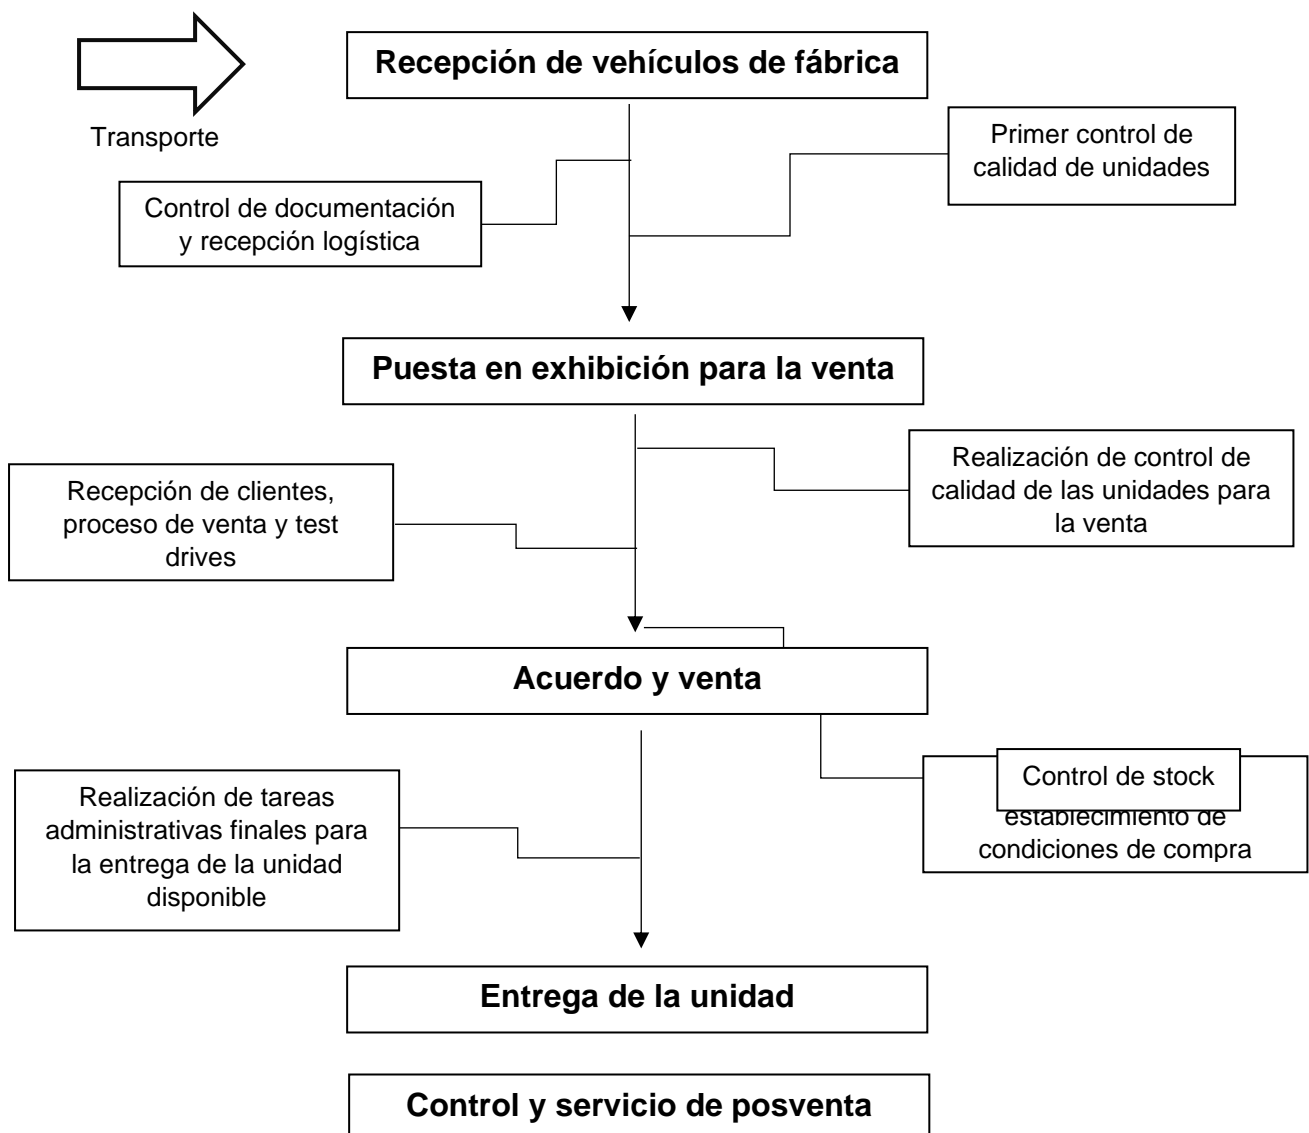 Recepción de vehículos de fábrica
Transporte
Primer control de
calidad de unidades
Control de documentación
y recepción logística
Puesta en exhibición para la venta
Realización de control de
calidad de las unidades para
la venta
Recepción de clientes,
proceso de venta y test
drives
Acuerdo y venta
Control de stock
establecimiento de
condiciones de compra
Realización de tareas
administrativas finales para
la entrega de la unidad
disponible
Entrega de la unidad
Control y servicio de posventa